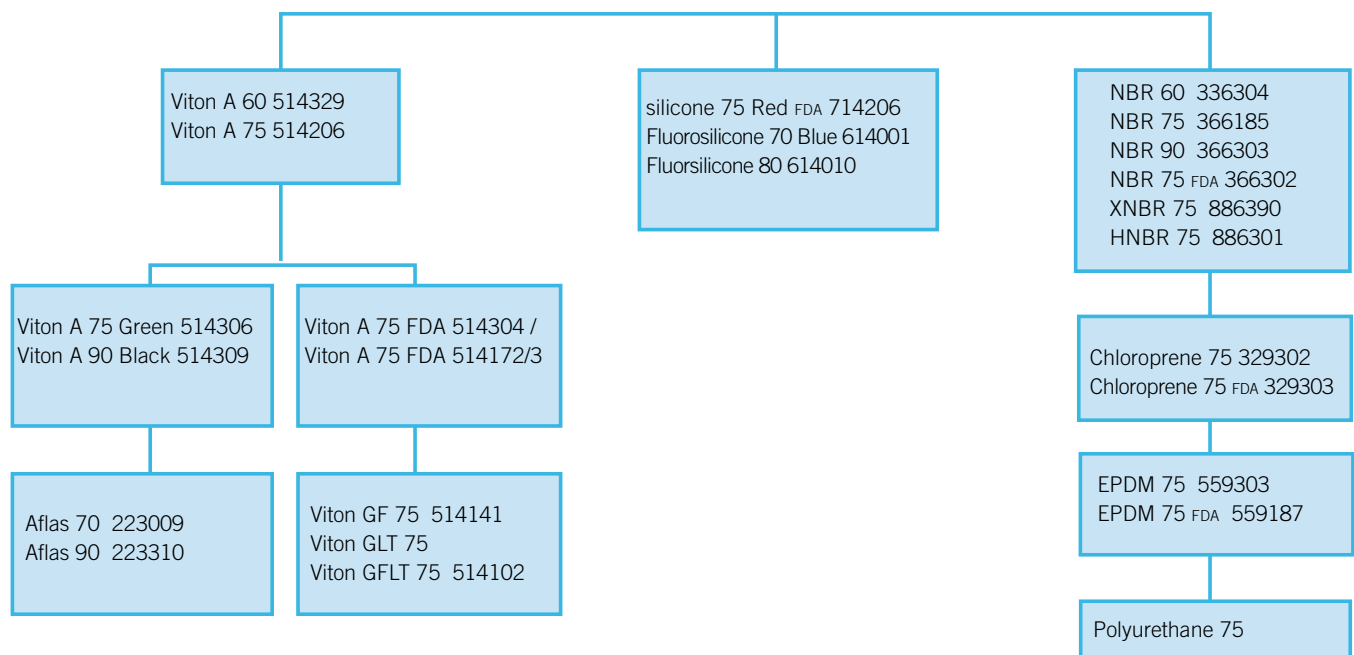 Viton A 60 514329
Viton A 75 514206
silicone 75 Red FDA 714206
Fluorosilicone 70 Blue 614001
Fluorsilicone 80 614010
NBR 60 336304
NBR 75 366185
NBR 90 366303
NBR 75 FDA 366302
XNBR 75 886390
HNBR 75 886301
Viton A 75 Green 514306
Viton A 90 Black 514309
Viton A 75 FDA 514304 /
Viton A 75 FDA 514172/3
Chloroprene 75 329302
Chloroprene 75 FDA 329303
Aflas 70 223009
Aflas 90 223310
Viton GF 75 514141
Viton GLT 75
Viton GFLT 75 514102
EPDM 75 559303
EPDM 75 FDA 559187
Polyurethane 75